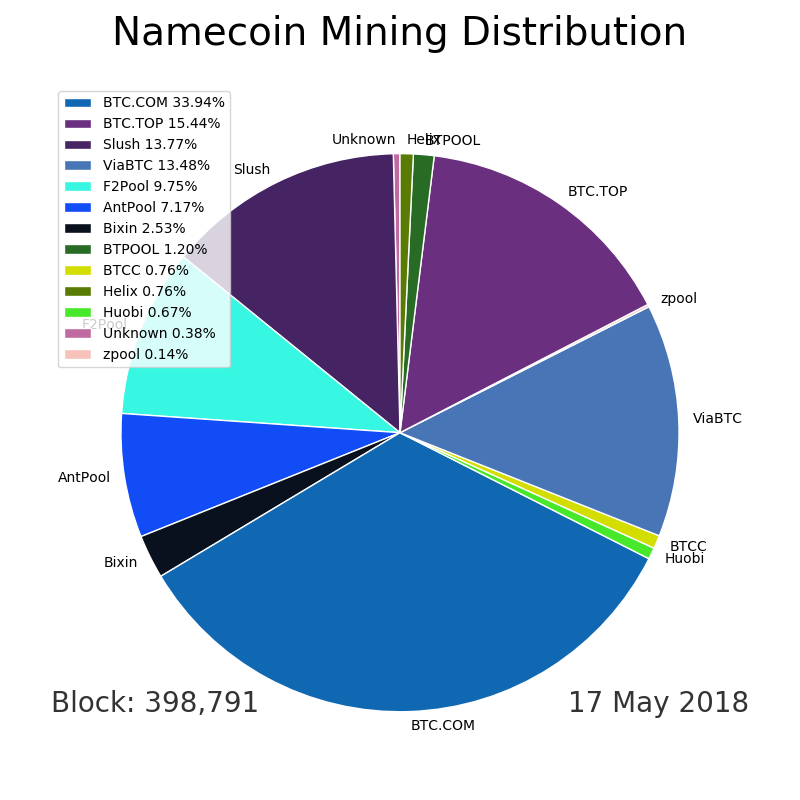 Namecoin Mining Distribution
BTC.COM 33.94%
BTC.TOP 15.44%
Slush 13.77%
ViaBTC 13.48%
F2Pool 9.75%
AntPool 7.17%
Bixin 2.53%
BTPOOL 1.20%
BTCC 0.76%
Helix 0.76%
Huobi 0.67%
Unknown 0.38%
zpool 0.14%
Unknown
Helix
BTPOOL
Slush
BTC.TOP
zpool
F2Pool
ViaBTC
AntPool
BTCC
Huobi
Bixin
Block: 398,791
17 May 2018
BTC.COM